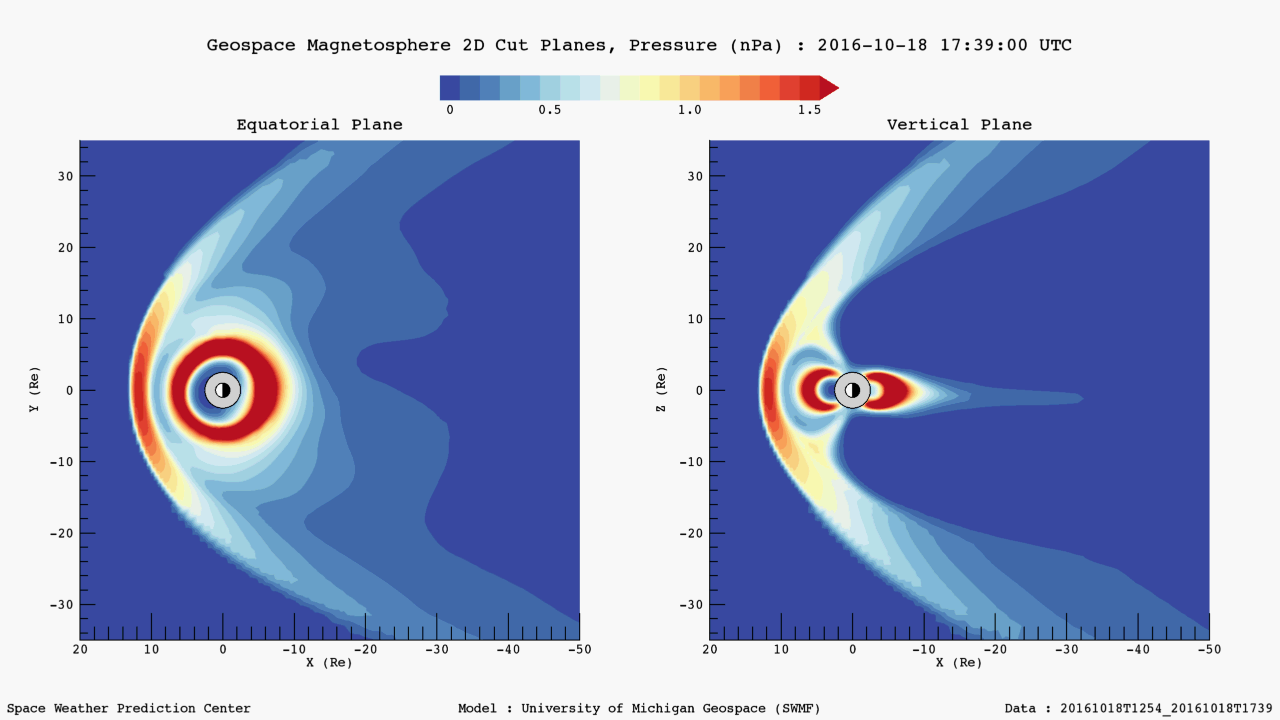 Geospace Magnetosphere 2D Cut Planes, Pressure (nPa) : 2016-10-18 17:39:00 UTC
0 0.5 1.0 1.5
Equatorial Plane
30
20
10
0
-10
-20
-30
Y (Re)
20 10 0 -10 -20 -30 -40 -50
X (Re)
Vertical Plane
30
20
10
0
-10
-20
-30
Z (Re)
20 10 0 -10 -20 -30 -40 -50
X (Re)
Space Weather Prediction Center
Model : University of Michigan Geospace (SWMF)
Data : 20161018T1254_20161018T1739